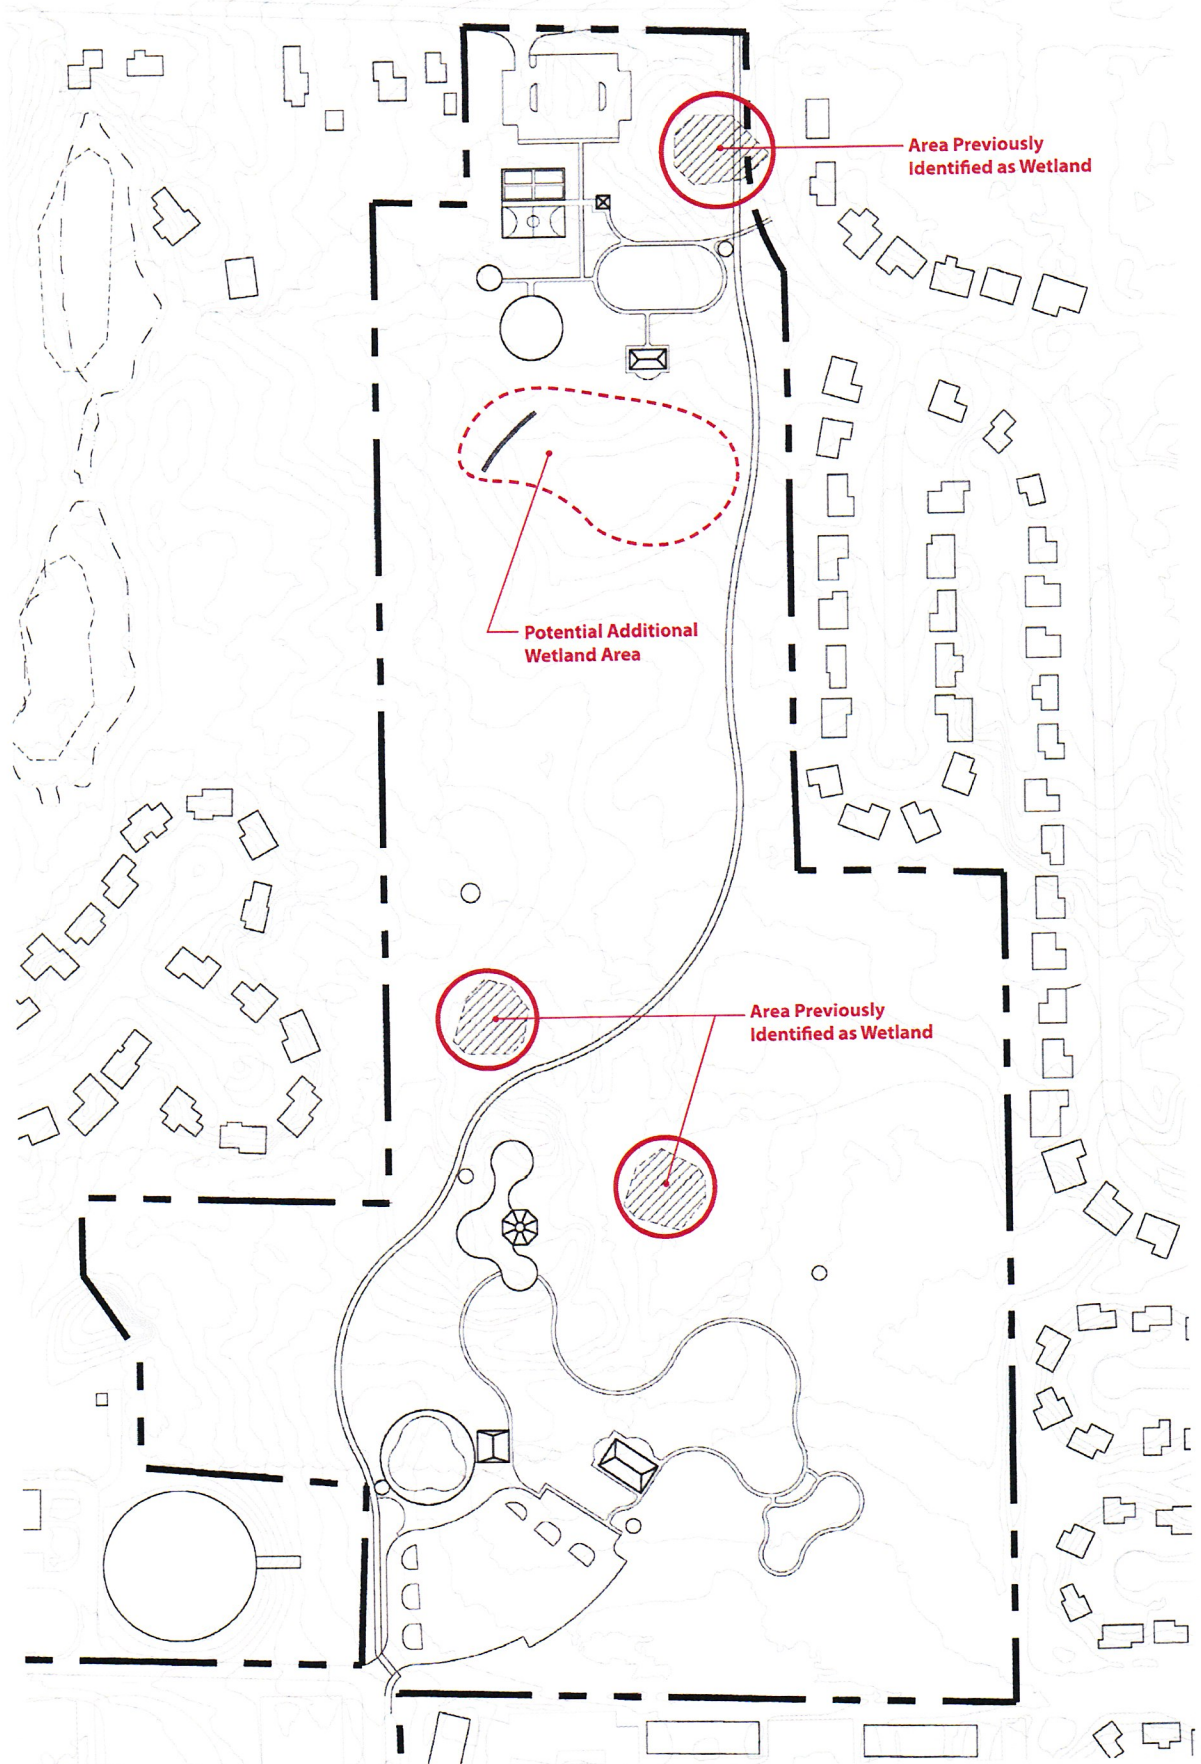 Area Previously
Identified as Wetland
Potential Additional
Wetland Area
Area Previously
Identified as Wetland